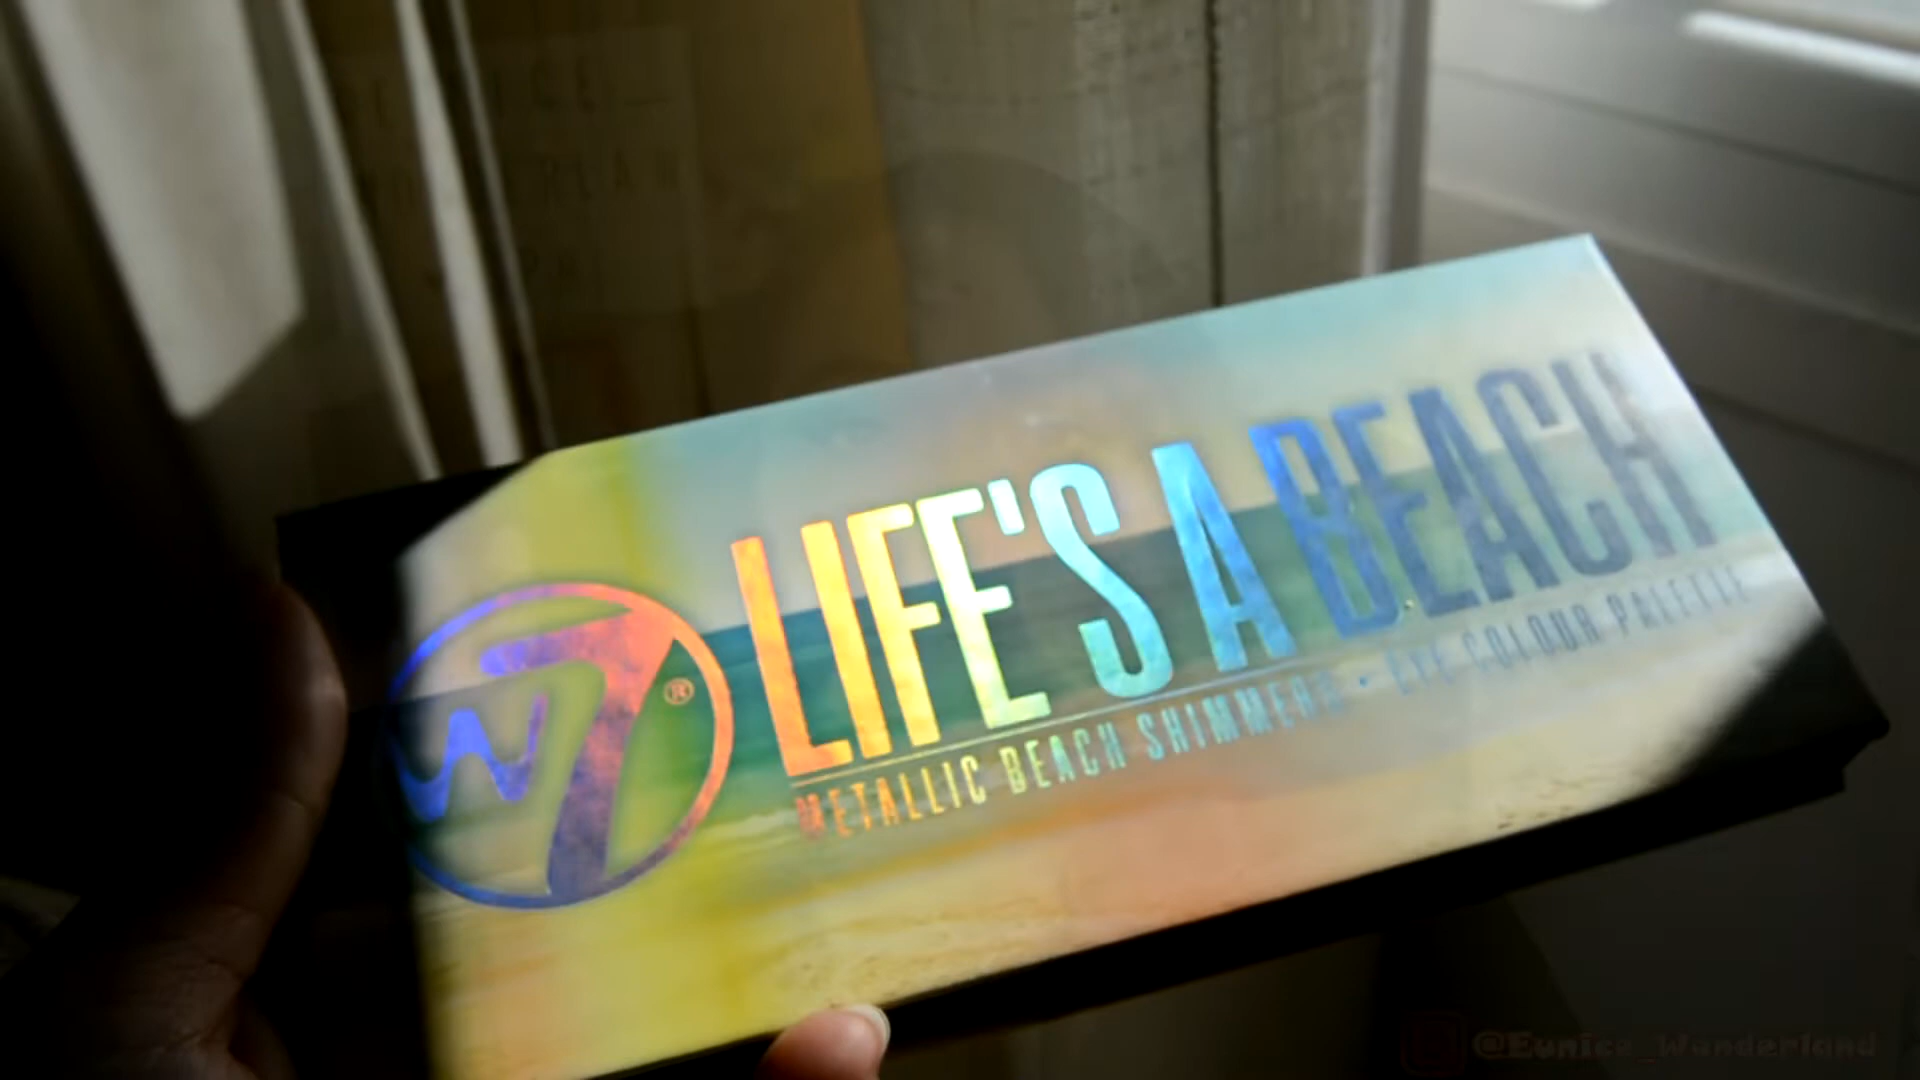 W7®
LIFE'S A BEACH
METALLIC BEACH SHIMMERS • EYE COLOUR PALETTE
@Eunice_Wanderland